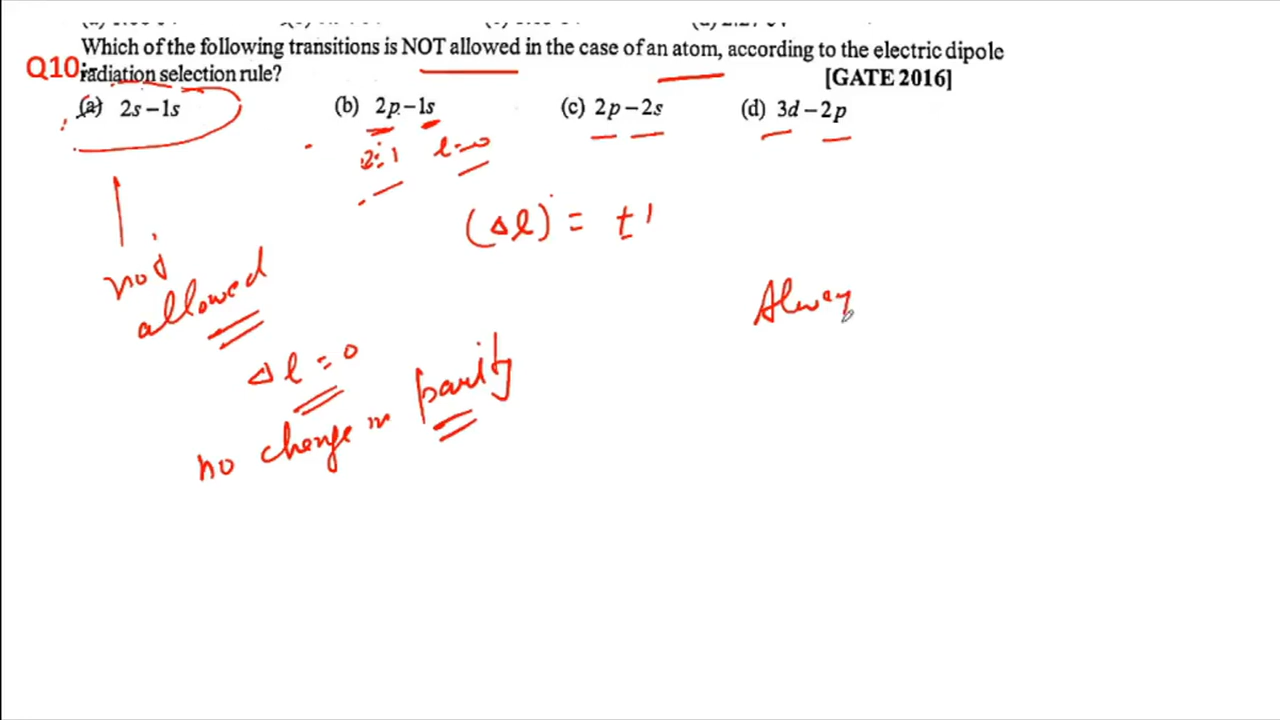 Which of the following transitions is NOT allowed in the case of an atom, according to the electric dipole
Q10:
radiation selection rule? [GATE 2016]
(a) 2s – 1s (b) 2p – 1s (c) 2p – 2s (d) 3d – 2p
l=0
(Δl) = ±1
not
allowed
Alway
Δl = 0
no change in parity